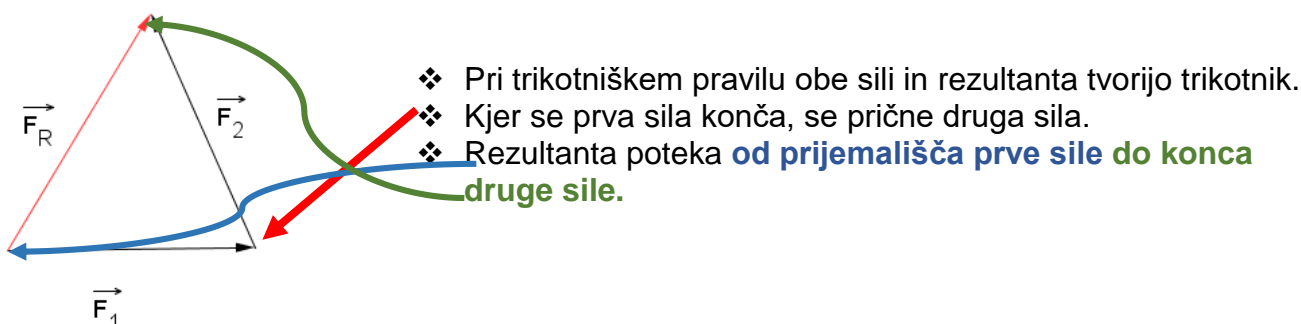 F_R
F_2
F_1
❖ Pri trikotniškem pravilu obe sili in rezultanta tvorijo trikotnik.
❖ Kjer se prva sila konča, se prične druga sila.
❖ Rezultanta poteka od prijemališča prve sile do konca
druge sile.